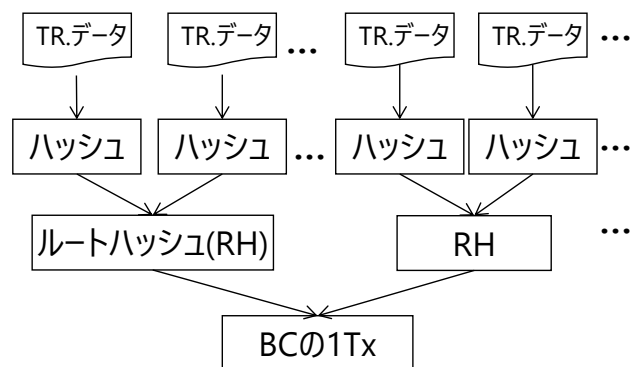 TR.データ TR.データ ... TR.データ TR.データ ...
ハッシュ ハッシュ ... ハッシュ ハッシュ ...
ルートハッシュ(RH) RH ...
BCの1Tx